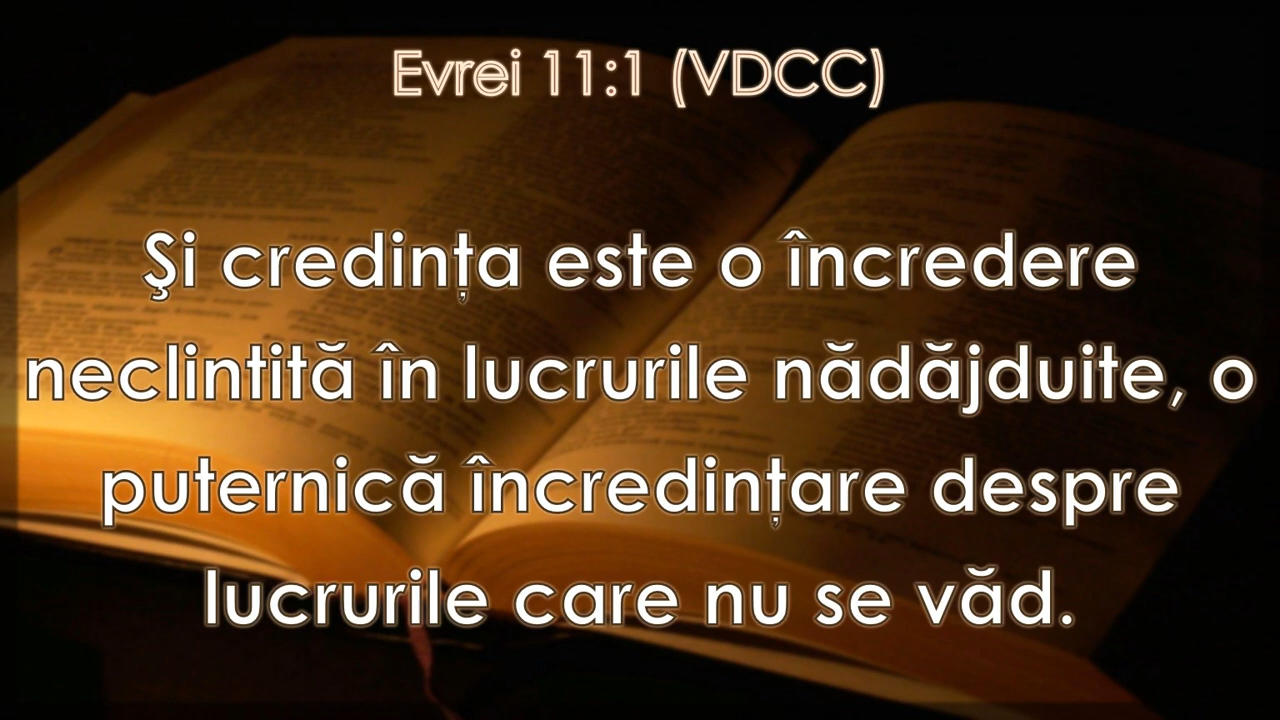 Evrei 11:1 (VDCC)
Şi credința este o încredere
neclintită în lucrurile nădăjduite, o
puternică încredințare despre
lucrurile care nu se văd.